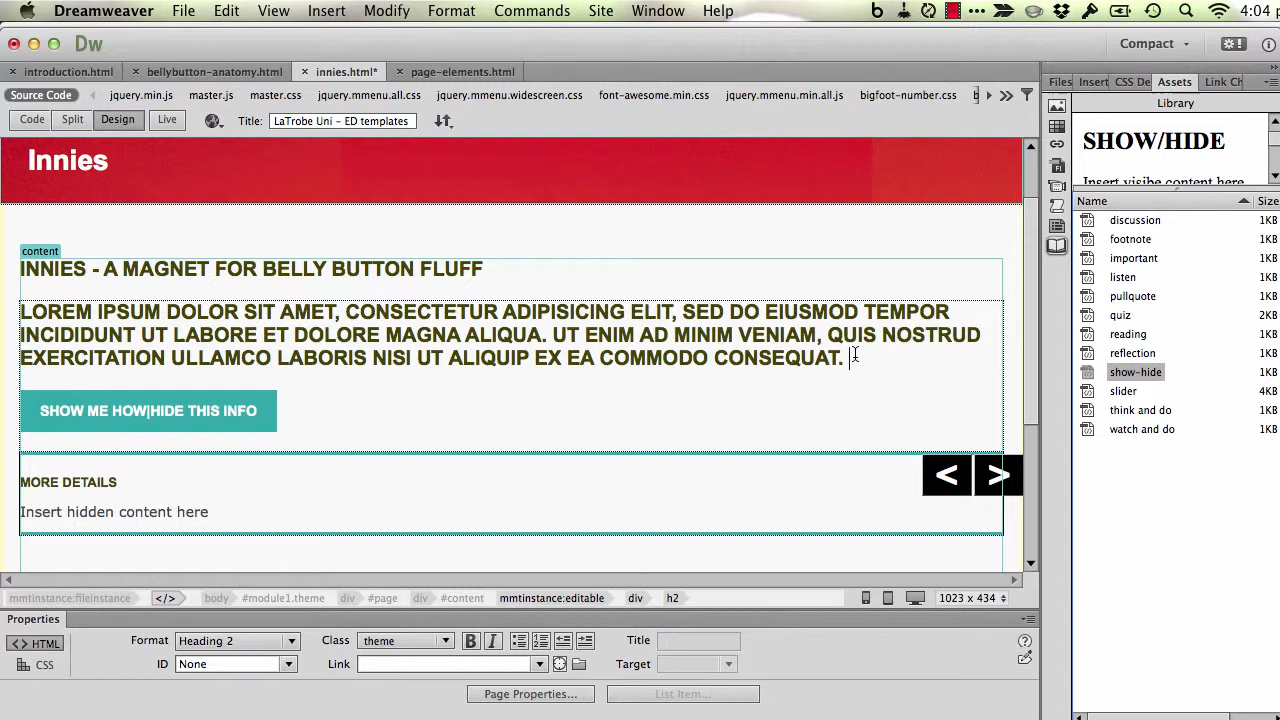 Dreamweaver File Edit View Insert Modify Format Commands Site Window Help 4:04
Dw Compact
introduction.html bellybutton-anatomy.html innies.html* page-elements.html Files Insert CSS De Assets Link Ch
Source Code jquery.min.js master.js master.css jquery.mmenu.all.css jquery.mmenu.widescreen.css font-awesome.min.css jquery.mmenu.min.all.js bigfoot-number.css b
Library
Code Split Design Live Title: LaTrobe Uni - ED templates
SHOW/HIDE
Insert visibe content here
Innies
Name Size
discussion 1KB
footnote 1KB
important 1KB
listen 1KB
pullquote 1KB
quiz 1KB
reading 1KB
reflection 1KB
show-hide 1KB
slider 4KB
think and do 1KB
watch and do 1KB
content
INNIES - A MAGNET FOR BELLY BUTTON FLUFF
LOREM IPSUM DOLOR SIT AMET, CONSECTETUR ADIPISICING ELIT, SED DO EIUSMOD TEMPOR
INCIDIDUNT UT LABORE ET DOLORE MAGNA ALIQUA. UT ENIM AD MINIM VENIAM, QUIS NOSTRUD
EXERCITATION ULLAMCO LABORIS NISI UT ALIQUIP EX EA COMMODO CONSEQUAT.
SHOW ME HOW|HIDE THIS INFO
< >
MORE DETAILS
Insert hidden content here
mmtinstance:fileinstance </> body #module1.theme div #page div #content mmtinstance:editable div h2 1023 x 434
Properties
<> HTML Format Heading 2 Class theme B I Title
CSS ID None Link Target
Page Properties... List Item...